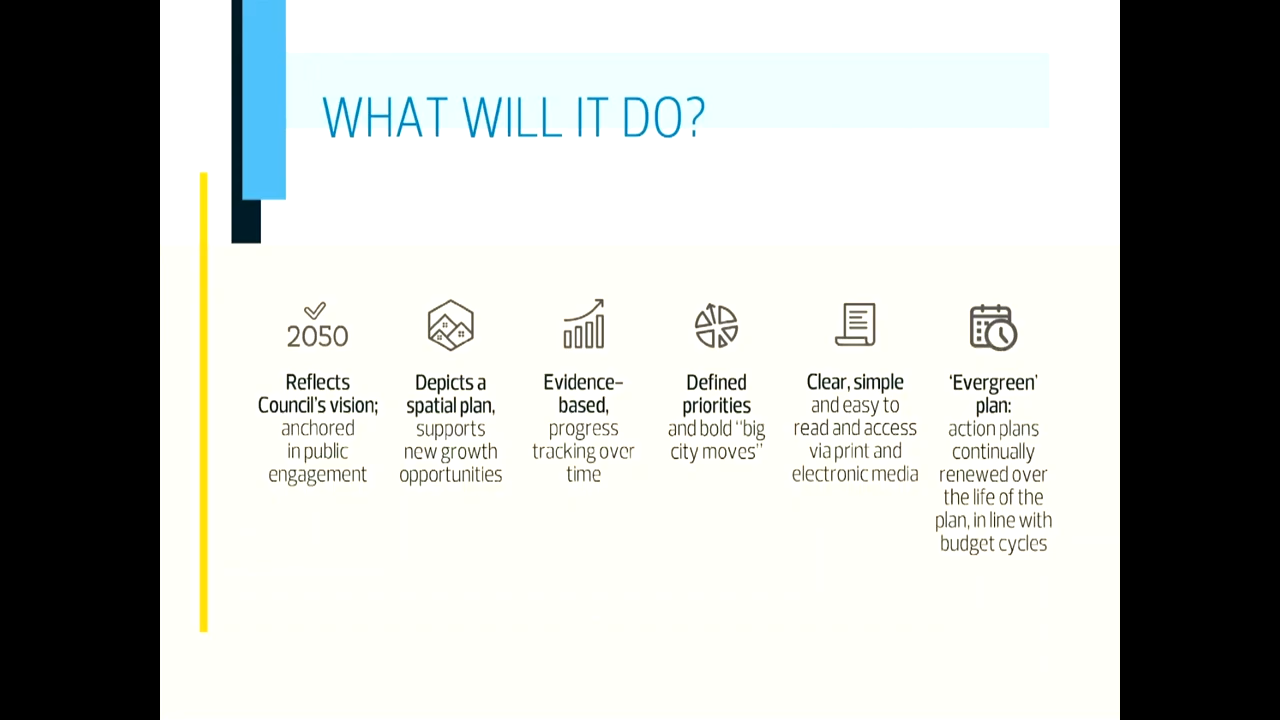 WHAT WILL IT DO?
2050
Reflects
Council's vision;
anchored
in public
engagement
Depicts a
spatial plan,
supports
new growth
opportunities
Evidence–
based,
progress
tracking over
time
Defined
priorities
and bold “big
city moves”
Clear, simple
and easy to
read and access
via print and
electronic media
‘Evergreen’
plan:
action plans
continually
renewed over
the life of the
plan, in line with
budget cycles